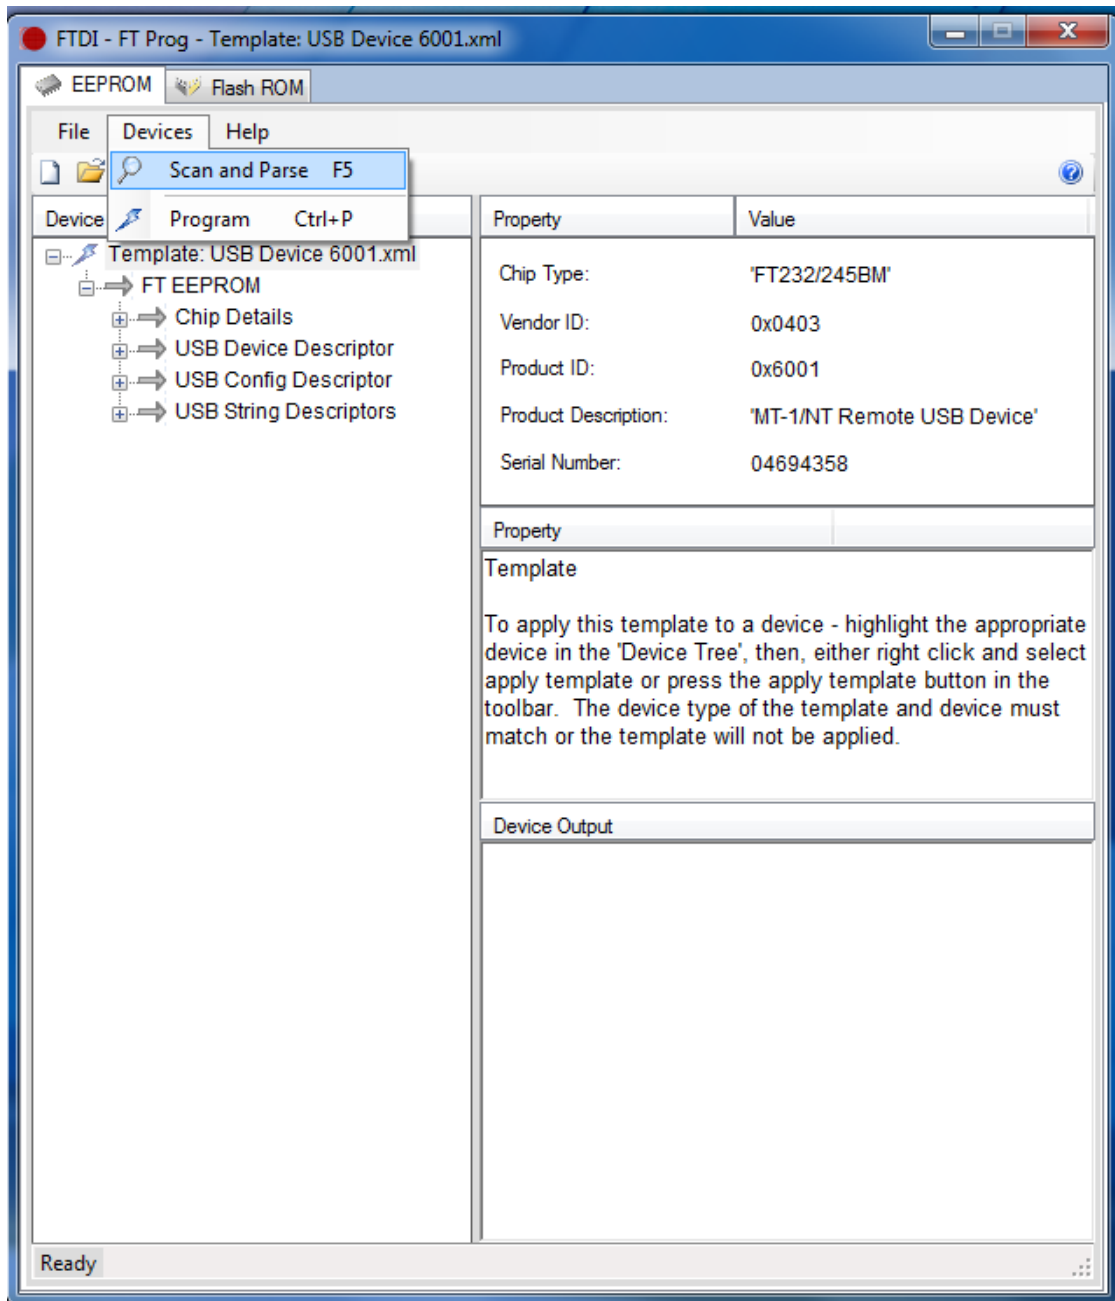 FTDI - FT Prog - Template: USB Device 6001.xml
EEPROM Flash ROM
File Devices Help
Scan and Parse F5
Program Ctrl+P
Device
Template: USB Device 6001.xml
FT EEPROM
Chip Details
USB Device Descriptor
USB Config Descriptor
USB String Descriptors
Property Value
Chip Type: 'FT232/245BM'
Vendor ID: 0x0403
Product ID: 0x6001
Product Description: 'MT-1/NT Remote USB Device'
Serial Number: 04694358
Property
Template
To apply this template to a device - highlight the appropriate
device in the 'Device Tree', then, either right click and select
apply template or press the apply template button in the
toolbar. The device type of the template and device must
match or the template will not be applied.
Device Output
Ready